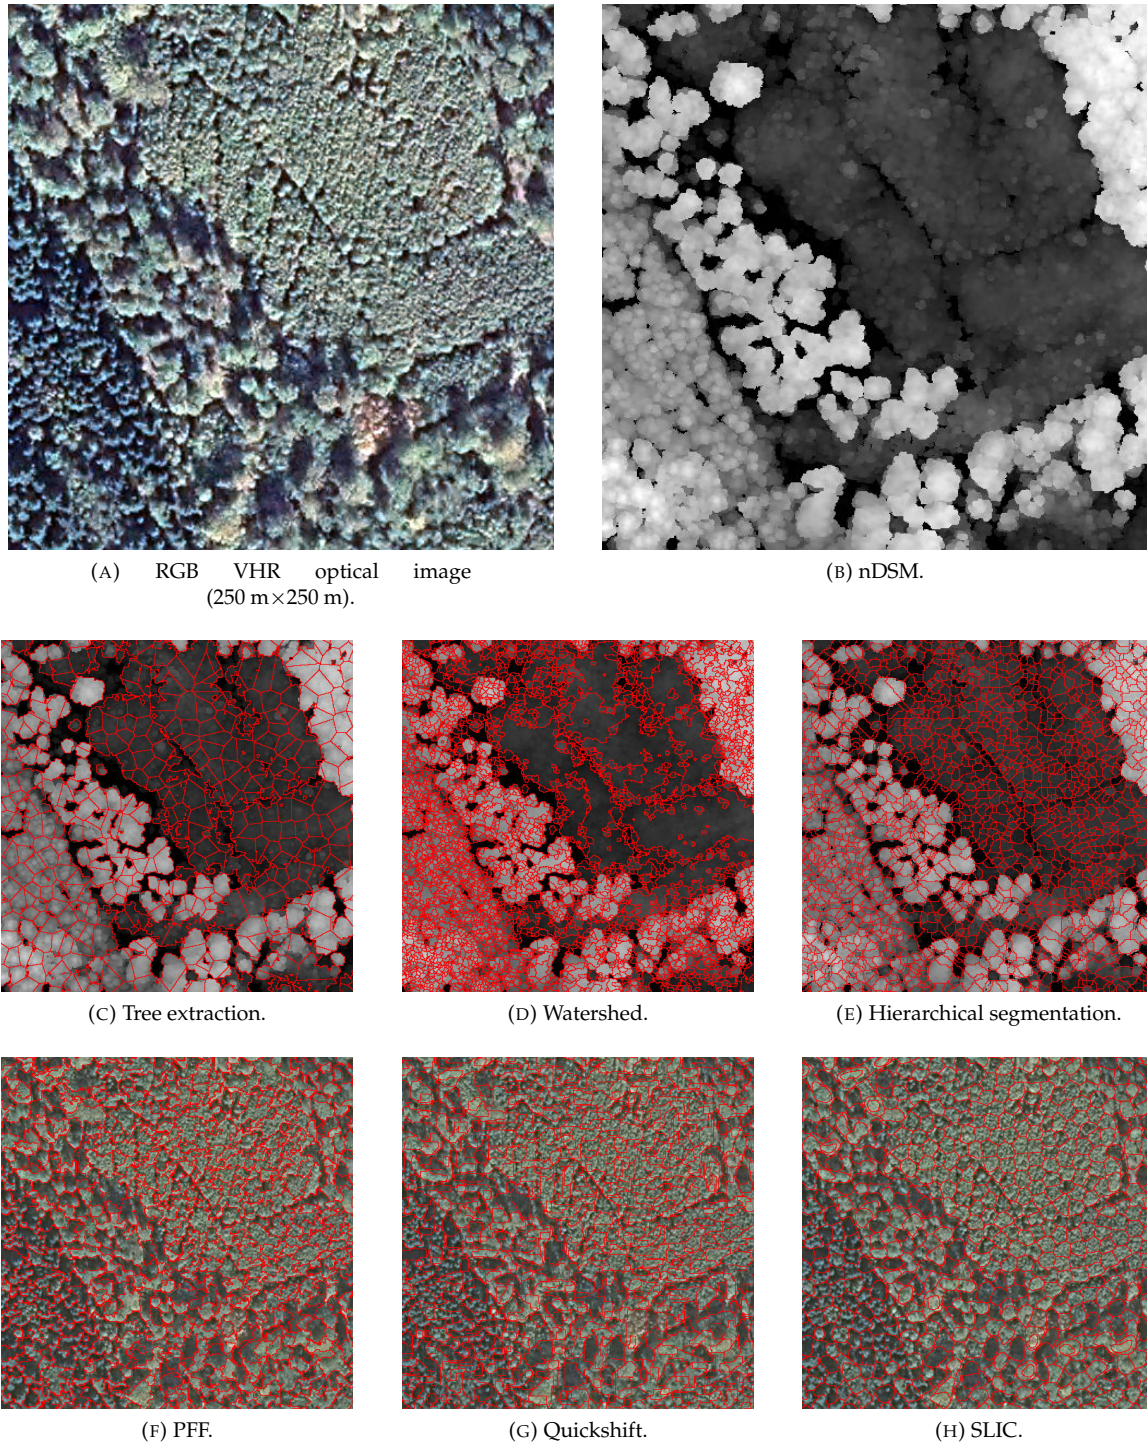 (A) RGB VHR optical image
(250 m×250 m).
(B) nDSM.
(C) Tree extraction.
(D) Watershed.
(E) Hierarchical segmentation.
(F) PFF.
(G) Quickshift.
(H) SLIC.